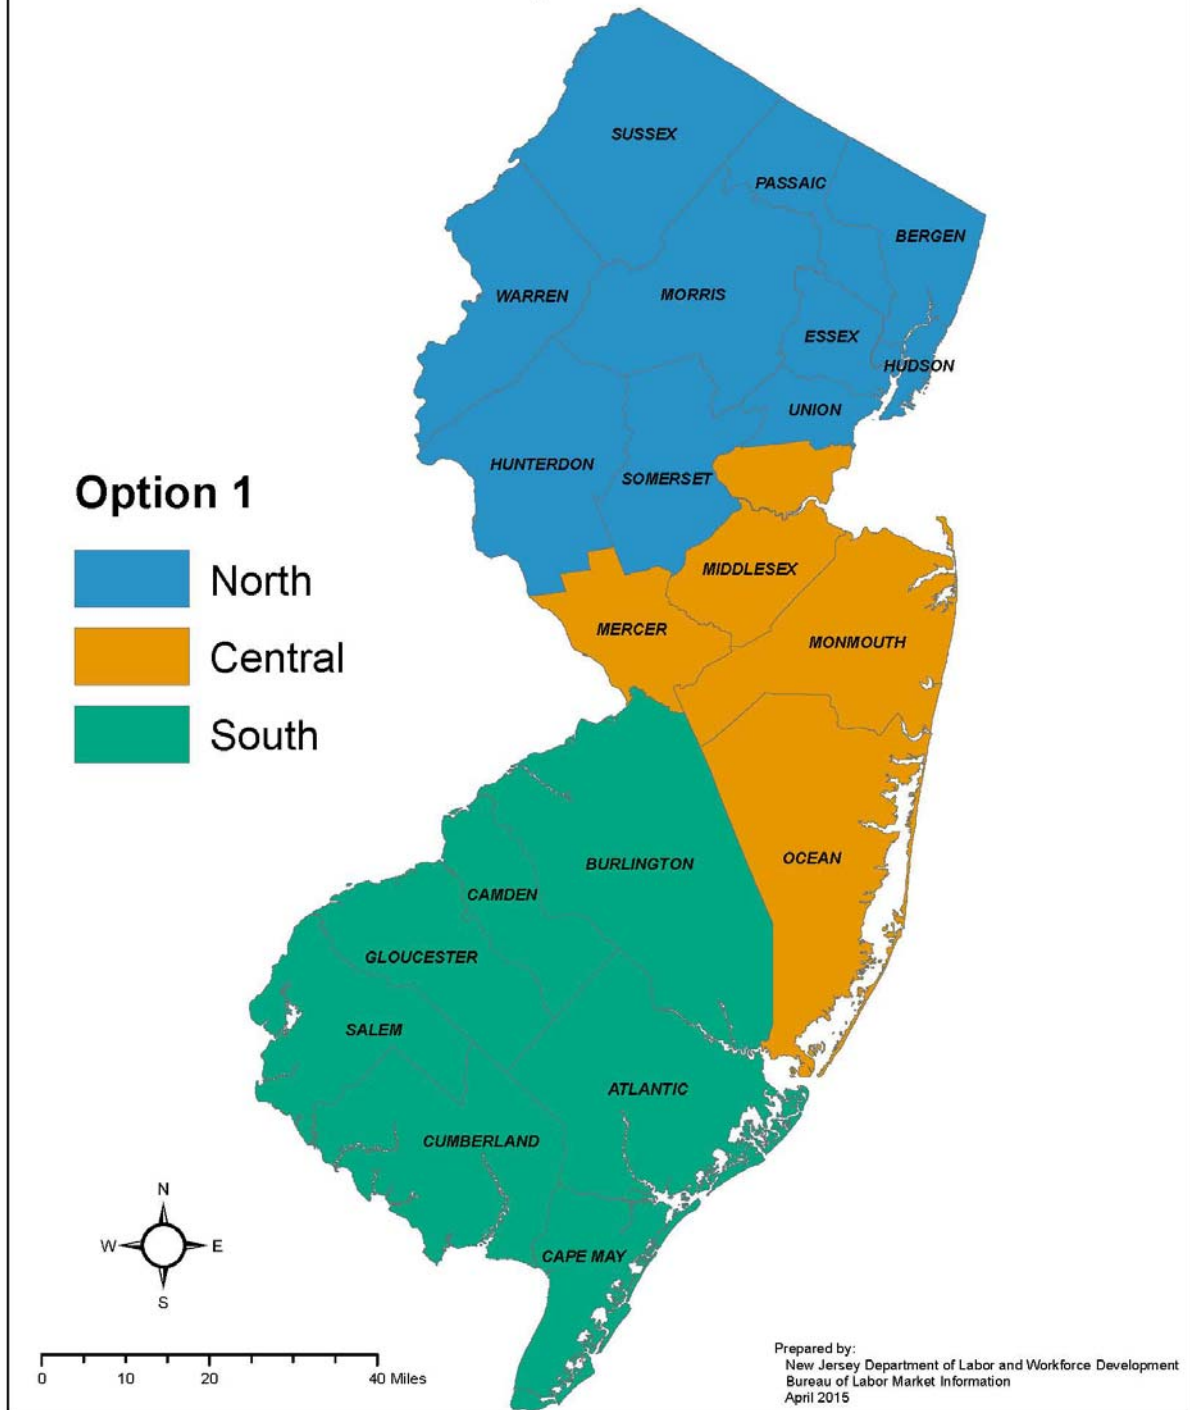 SUSSEX
PASSAIC
BERGEN
WARREN
MORRIS
ESSEX
HUDSON
UNION
HUNTERDON
SOMERSET
Option 1
North
Central
South
MIDDLESEX
MERCER
MONMOUTH
OCEAN
BURLINGTON
CAMDEN
GLOUCESTER
SALEM
ATLANTIC
CUMBERLAND
CAPE MAY
N
W E
S
0 10 20 40 Miles
Prepared by:
New Jersey Department of Labor and Workforce Development
Bureau of Labor Market Information
April 2015